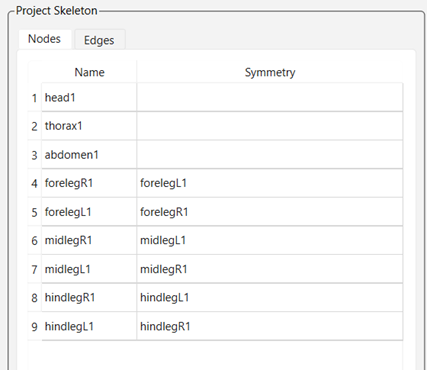 Project Skeleton
Nodes Edges
Name Symmetry
1 head1
2 thorax1
3 abdomen1
4 forelegR1 forelegL1
5 forelegL1 forelegR1
6 midlegR1 midlegL1
7 midlegL1 midlegR1
8 hindlegR1 hindlegL1
9 hindlegL1 hindlegR1